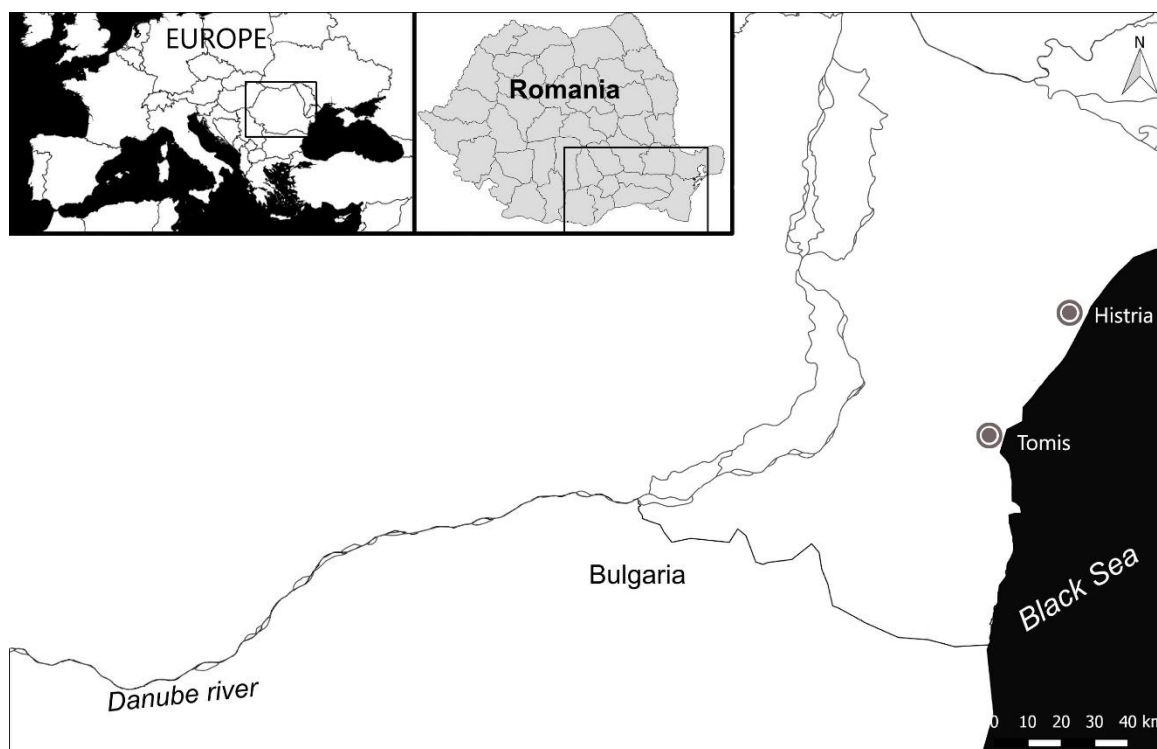 EUROPE
Romania
N
Histria
Tomis
Bulgaria
Black Sea
Danube river
0 10 20 30 40 km